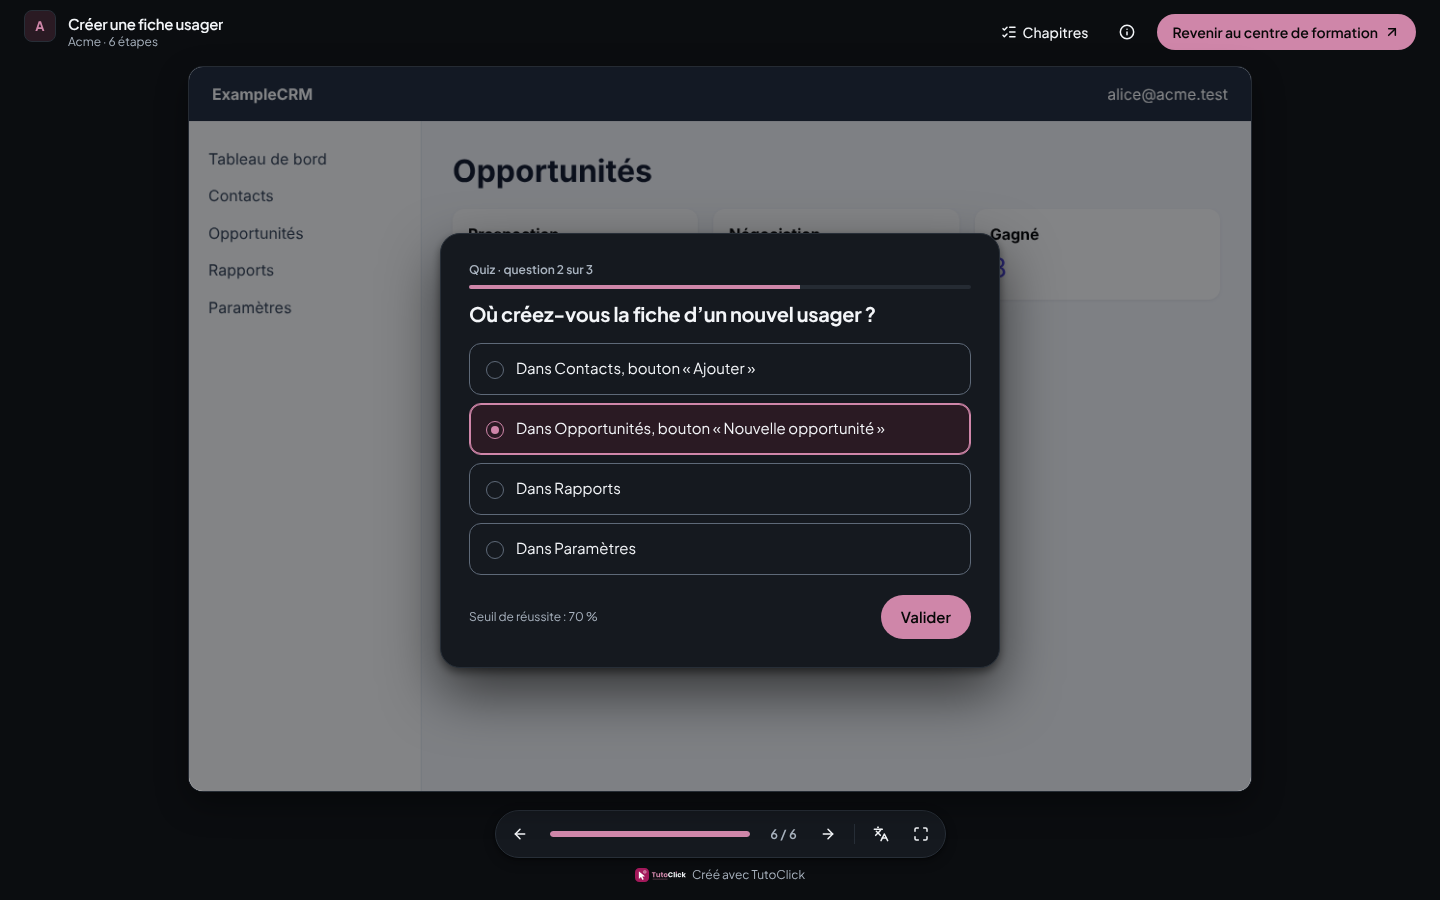 A
Créer une fiche usager
Acme · 6 étapes
Chapitres
Revenir au centre de formation
ExampleCRM
alice@acme.test
Tableau de bord
Contacts
Opportunités
Rapports
Paramètres
Opportunités
Gagné
Quiz · question 2 sur 3
Où créez-vous la fiche d’un nouvel usager ?
Dans Contacts, bouton « Ajouter »
Dans Opportunités, bouton « Nouvelle opportunité »
Dans Rapports
Dans Paramètres
Seuil de réussite : 70 %
Valider
6 / 6
TutoClick Créé avec TutoClick